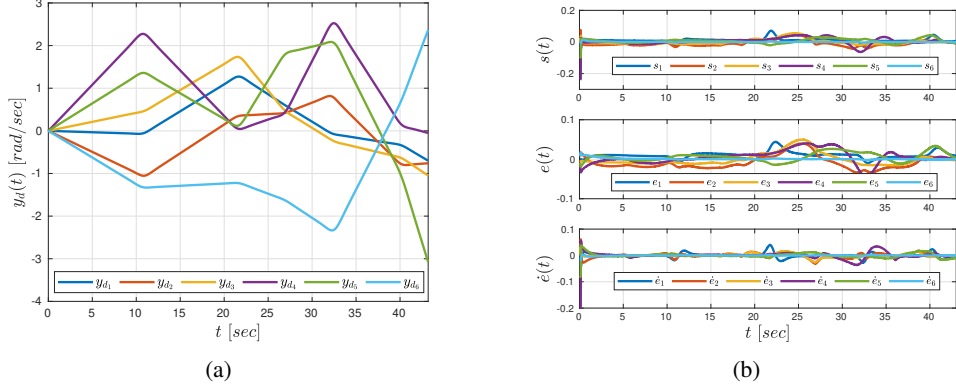 3
2
1
0
-1
-2
-3
-4
y_d(t) [rad/sec]
y_{d_1} y_{d_2} y_{d_3} y_{d_4} y_{d_5} y_{d_6}
0 5 10 15 20 25 30 35 40
t [sec]
(a)
0.2
0
-0.2
s(t)
s_1 s_2 s_3 s_4 s_5 s_6
0 5 10 15 20 25 30 35 40
0.1
0
-0.1
e(t)
e_1 e_2 e_3 e_4 e_5 e_6
0 5 10 15 20 25 30 35 40
0.1
0
-0.1
-0.2
ė(t)
ė_1 ė_2 ė_3 ė_4 ė_5 ė_6
0 5 10 15 20 25 30 35 40
t [sec]
(b)